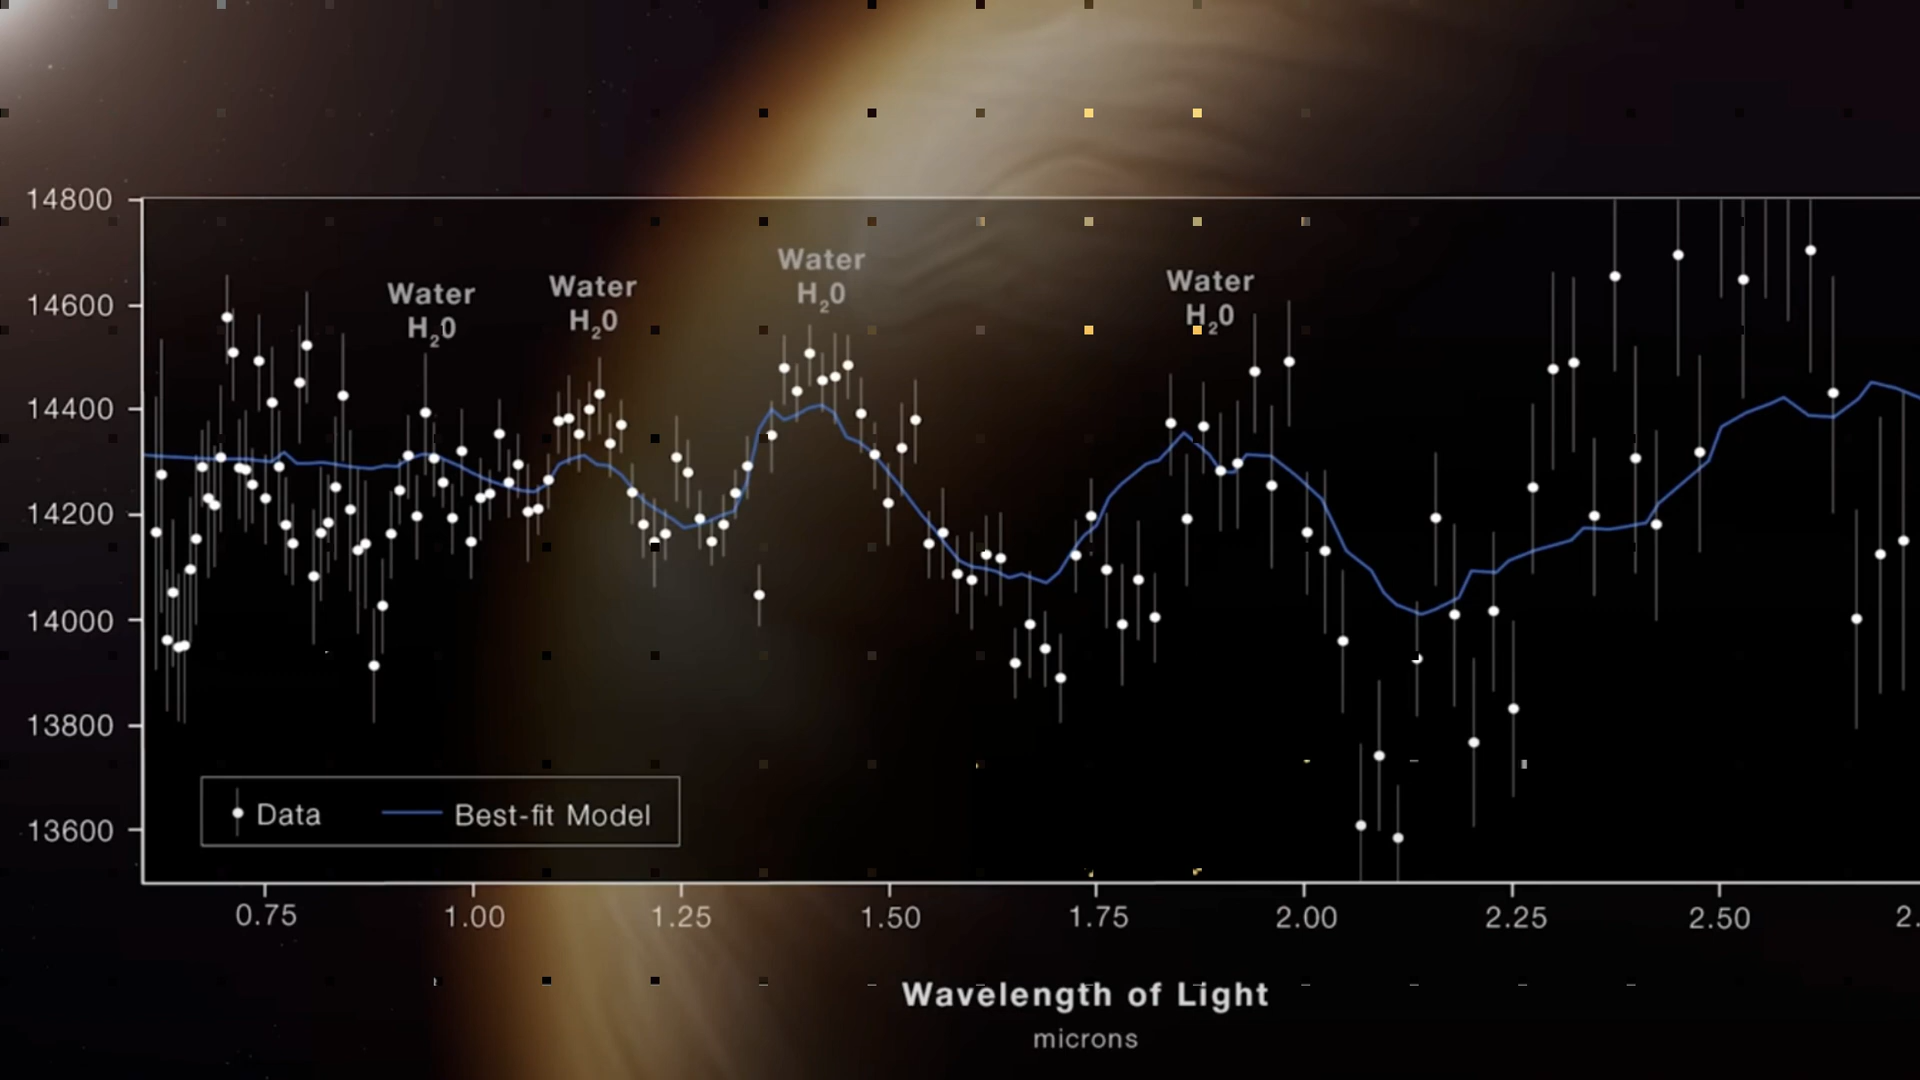 14800
14600
14400
14200
14000
13800
13600
Water
H₂0
Water
H₂0
Water
H₂0
Water
H₂0
Data
Best-fit Model
0.75
1.00
1.25
1.50
1.75
2.00
2.25
2.50
2.
Wavelength of Light
microns